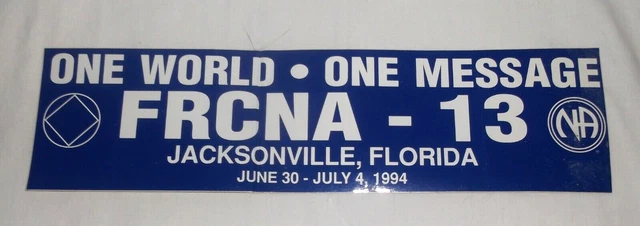 ONE WORLD • ONE MESSAGE
FRCNA - 13
NA
JACKSONVILLE, FLORIDA
JUNE 30 - JULY 4, 1994